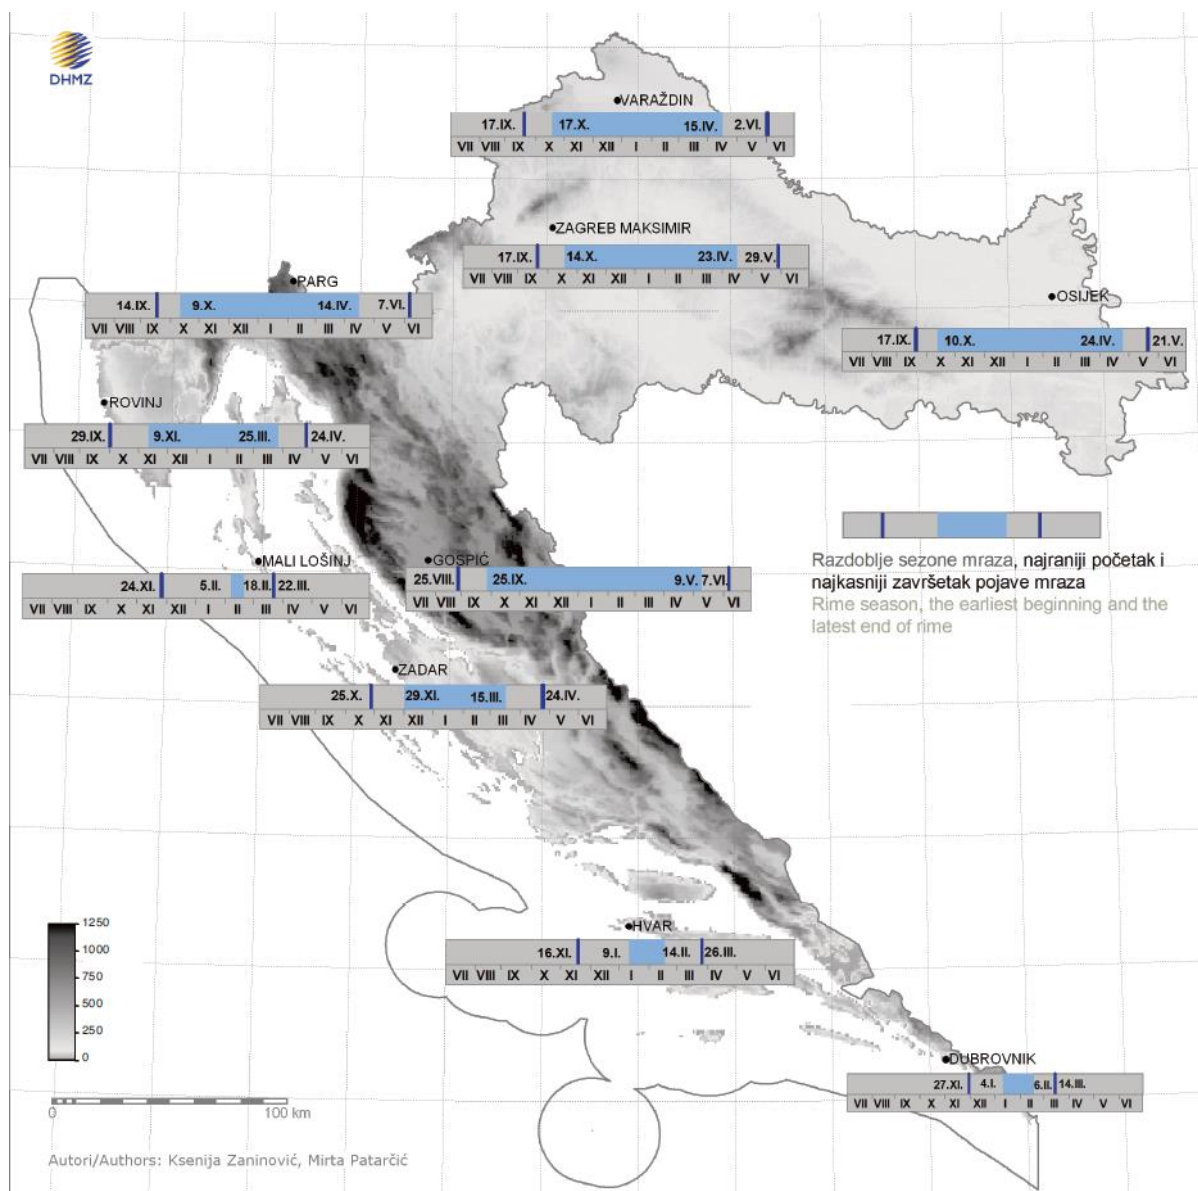 DHMZ
VARAŽDIN
17.IX. 17.X. 15.IV. 2.VI.
VII VIII IX X XI XII I II III IV V VI
ZAGREB MAKSIMIR
17.IX. 14.X. 23.IV. 29.V.
VII VIII IX X XI XII I II III IV V VI
PARG
14.IX. 9.X. 14.IV. 7.VI.
VII VIII IX X XI XII I II III IV V VI
OSIJEK
17.IX. 10.X. 24.IV. 21.V.
VII VIII IX X XI XII I II III IV V VI
ROVINJ
29.IX. 9.XI. 25.III. 24.IV.
VII VIII IX X XI XII I II III IV V VI
Razdoblje sezone mraza, najraniji početak i
najkasniji završetak pojave mraza
Rime season, the earliest beginning and the
latest end of rime
MALI LOŠINJ
24.XI. 5.II. 18.II. 22.III.
VII VIII IX X XI XII I II III IV V VI
GOSPIĆ
25.VIII. 25.IX. 9.V. 7.VI.
VII VIII IX X XI XII I II III IV V VI
ZADAR
25.X. 29.XI. 15.III. 24.IV.
VII VIII IX X XI XII I II III IV V VI
HVAR
16.XI. 9.I. 14.II. 26.III.
VII VIII IX X XI XII I II III IV V VI
1250
1000
750
500
250
0
DUBROVNIK
27.XI. 4.I. 6.II. 14.III.
VII VIII IX X XI XII I II III IV V VI
0 100 km
Autori/Authors: Ksenija Zaninović, Mirta Patarčić